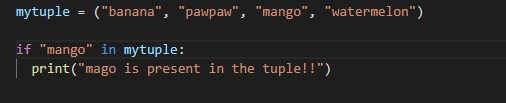 mytuple = ("banana", "pawpaw", "mango", "watermelon")
if "mango" in mytuple:
  print("mago is present in the tuple!!")